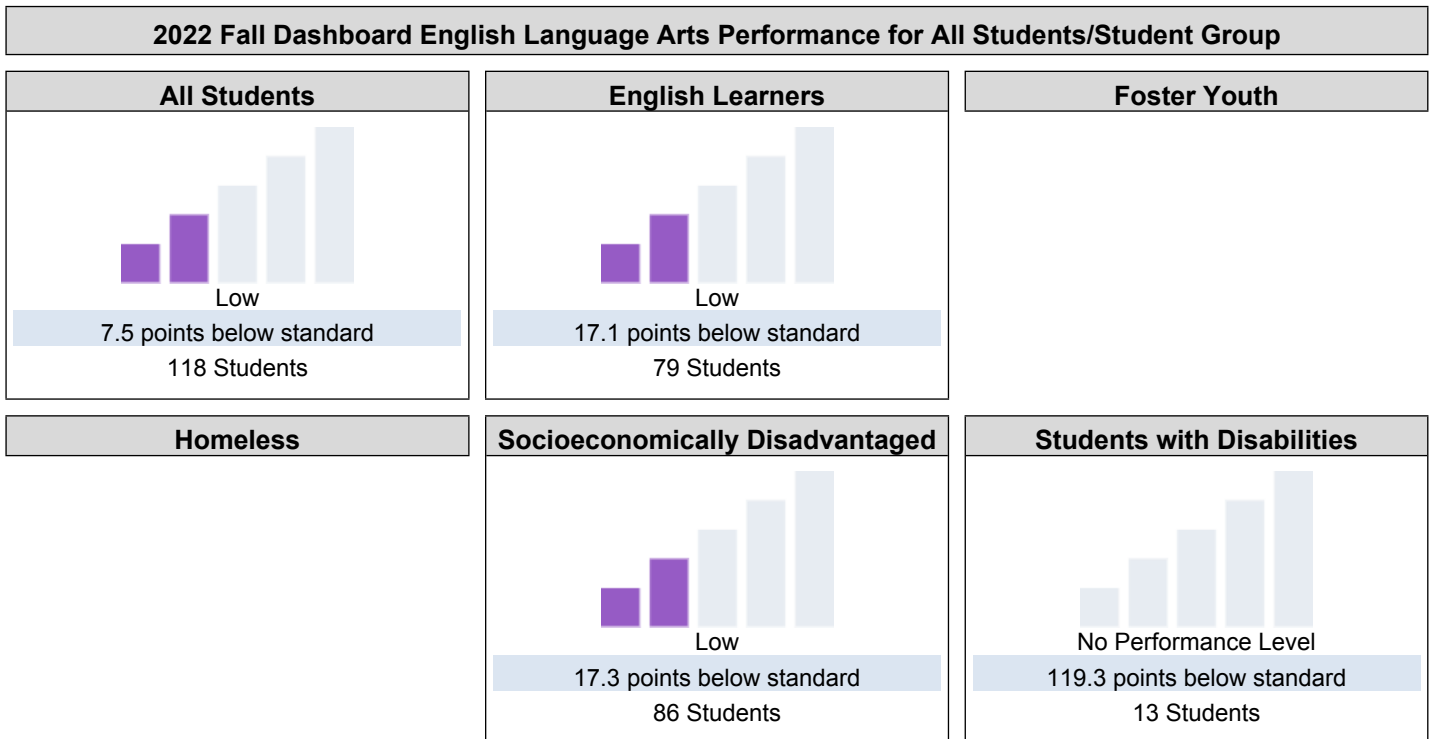 2022 Fall Dashboard English Language Arts Performance for All Students/Student Group
All Students
Low
7.5 points below standard
118 Students
English Learners
Low
17.1 points below standard
79 Students
Foster Youth
Homeless
Socioeconomically Disadvantaged
Low
17.3 points below standard
86 Students
Students with Disabilities
No Performance Level
119.3 points below standard
13 Students